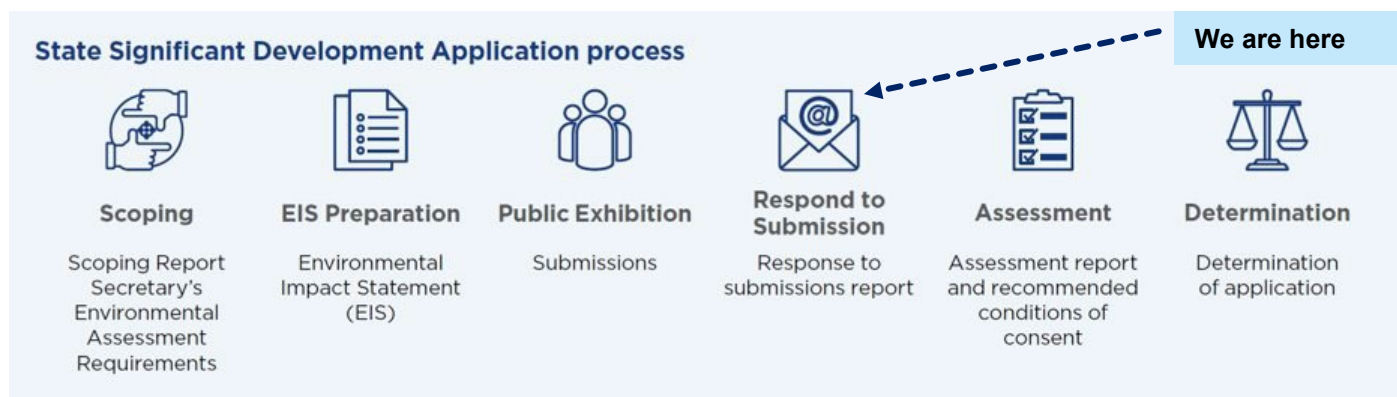 State Significant Development Application process
We are here
@
Scoping
Scoping Report
Secretary's
Environmental
Assessment
Requirements
EIS Preparation
Environmental
Impact Statement
(EIS)
Public Exhibition
Submissions
Respond to
Submission
Response to
submissions report
Assessment
Assessment report
and recommended
conditions of
consent
Determination
Determination
of application